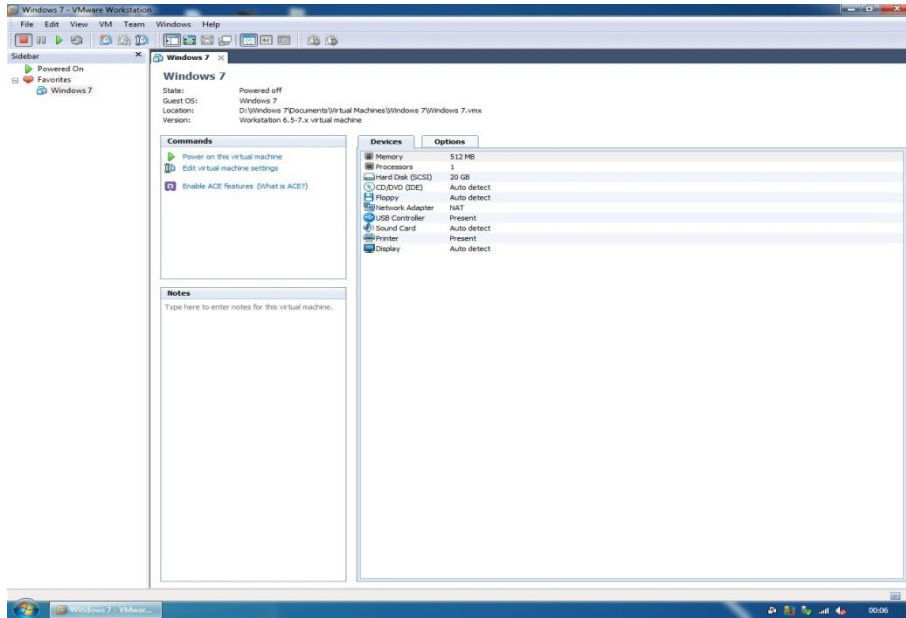 Windows 7 - VMware Workstation
File Edit View VM Team Windows Help
Sidebar
Powered On
Favorites
Windows 7
Windows 7
Windows 7
State: Powered off
Guest OS: Windows 7
Location: D:\Windows 7\Documents\Virtual Machines\Windows 7\Windows 7.vmx
Version: Workstation 6.5-7.x virtual machine
Commands
Power on this virtual machine
Edit virtual machine settings
Enable ACE features (What is ACE?)
Devices Options
Memory 512 MB
Processors 1
Hard Disk (SCSI) 20 GB
CD/DVD (IDE) Auto detect
Floppy Auto detect
Network Adapter NAT
USB Controller Present
Sound Card Auto detect
Printer Present
Display Auto detect
Notes
Type here to enter notes for this virtual machine.
Windows 7 - VMwar...
00:06